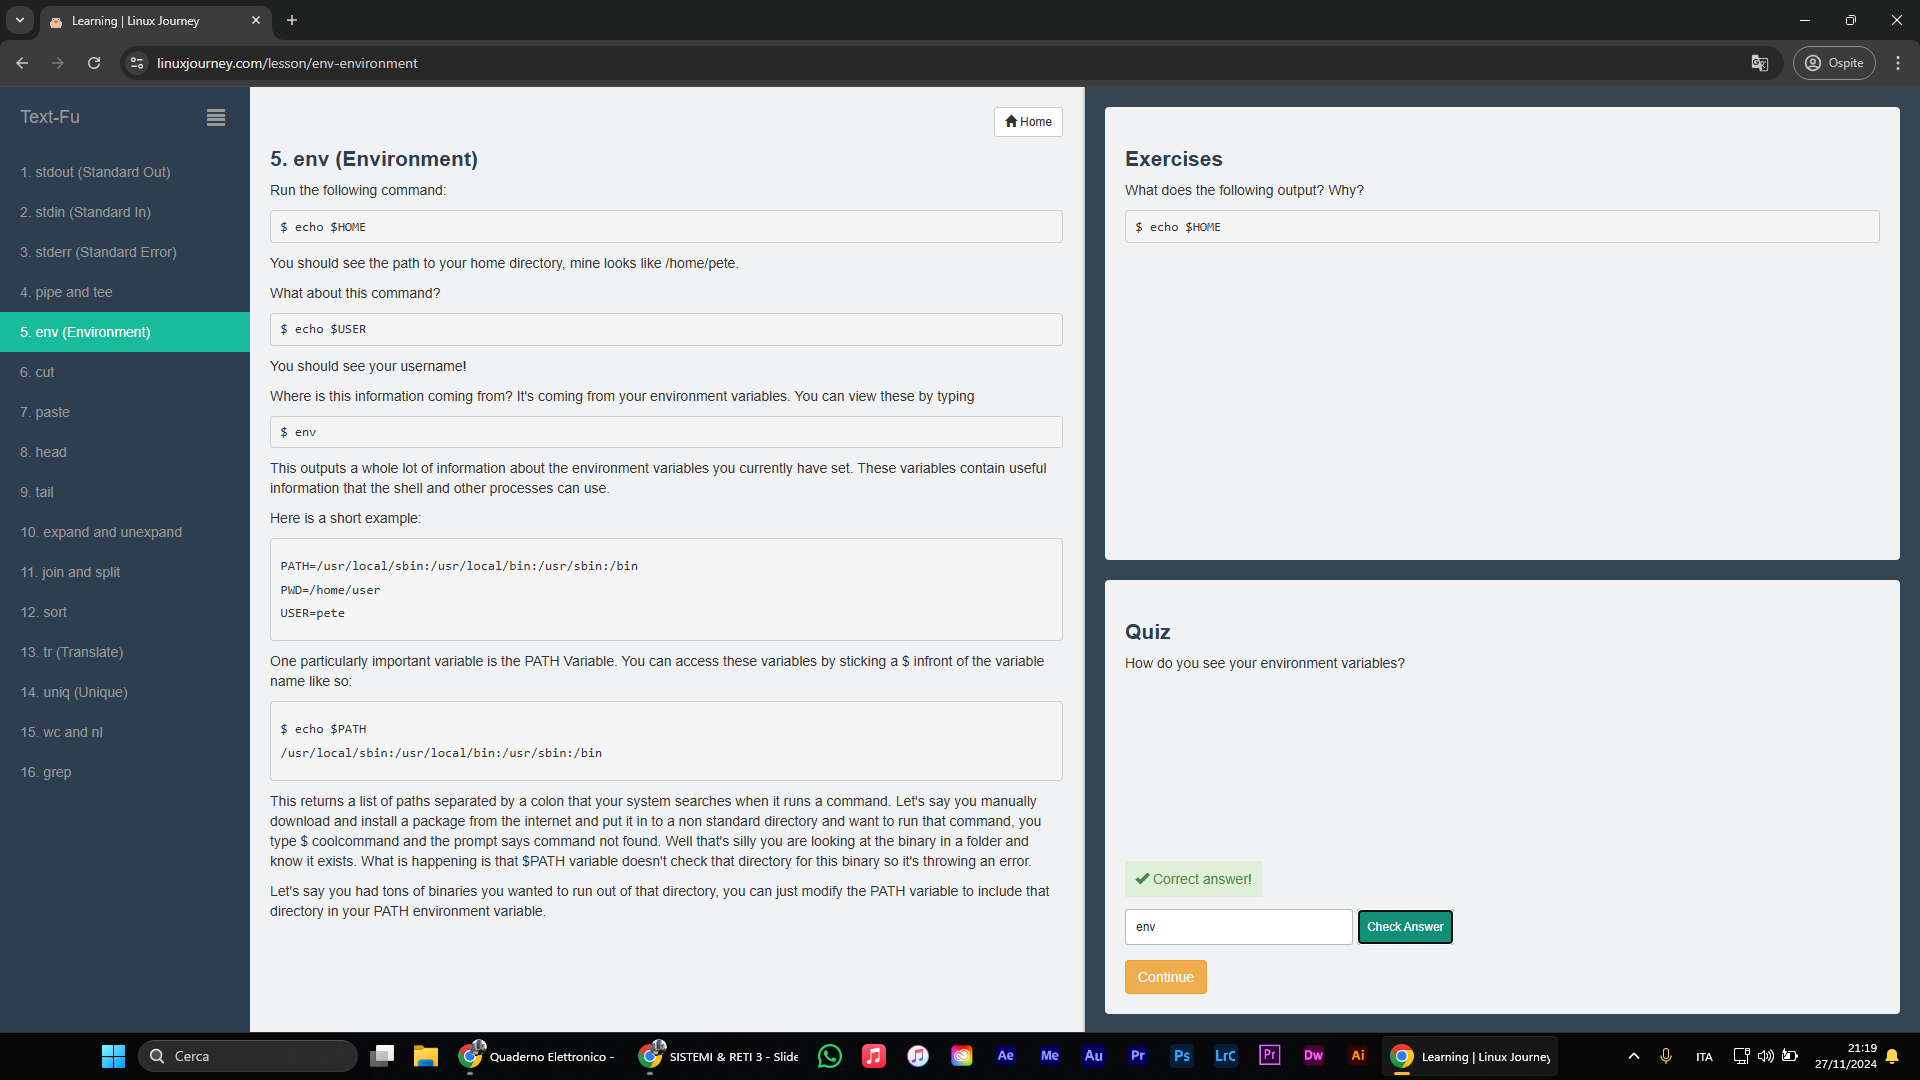 Learning | Linux Journey
linuxjourney.com/lesson/env-environment
Ospite
Text-Fu
1. stdout (Standard Out)
2. stdin (Standard In)
3. stderr (Standard Error)
4. pipe and tee
5. env (Environment)
6. cut
7. paste
8. head
9. tail
10. expand and unexpand
11. join and split
12. sort
13. tr (Translate)
14. uniq (Unique)
15. wc and nl
16. grep
Home
5. env (Environment)
Run the following command:
$ echo $HOME
You should see the path to your home directory, mine looks like /home/pete.
What about this command?
$ echo $USER
You should see your username!
Where is this information coming from? It's coming from your environment variables. You can view these by typing
$ env
This outputs a whole lot of information about the environment variables you currently have set. These variables contain useful
information that the shell and other processes can use.
Here is a short example:
PATH=/usr/local/sbin:/usr/local/bin:/usr/sbin:/bin
PWD=/home/user
USER=pete
One particularly important variable is the PATH Variable. You can access these variables by sticking a $ infront of the variable
name like so:
$ echo $PATH
/usr/local/sbin:/usr/local/bin:/usr/sbin:/bin
This returns a list of paths separated by a colon that your system searches when it runs a command. Let's say you manually
download and install a package from the internet and put it in to a non standard directory and want to run that command, you
type $ coolcommand and the prompt says command not found. Well that's silly you are looking at the binary in a folder and
know it exists. What is happening is that $PATH variable doesn't check that directory for this binary so it's throwing an error.
Let's say you had tons of binaries you wanted to run out of that directory, you can just modify the PATH variable to include that
directory in your PATH environment variable.
Exercises
What does the following output? Why?
$ echo $HOME
Quiz
How do you see your environment variables?
Correct answer!
env
Check Answer
Continue
Cerca
Quaderno Elettronico -
SISTEMI & RETI 3 - Slide
Ae
Me
Au
Pr
Ps
LrC
Pr
Dw
Ai
Learning | Linux Journey
ITA
21:19
27/11/2024